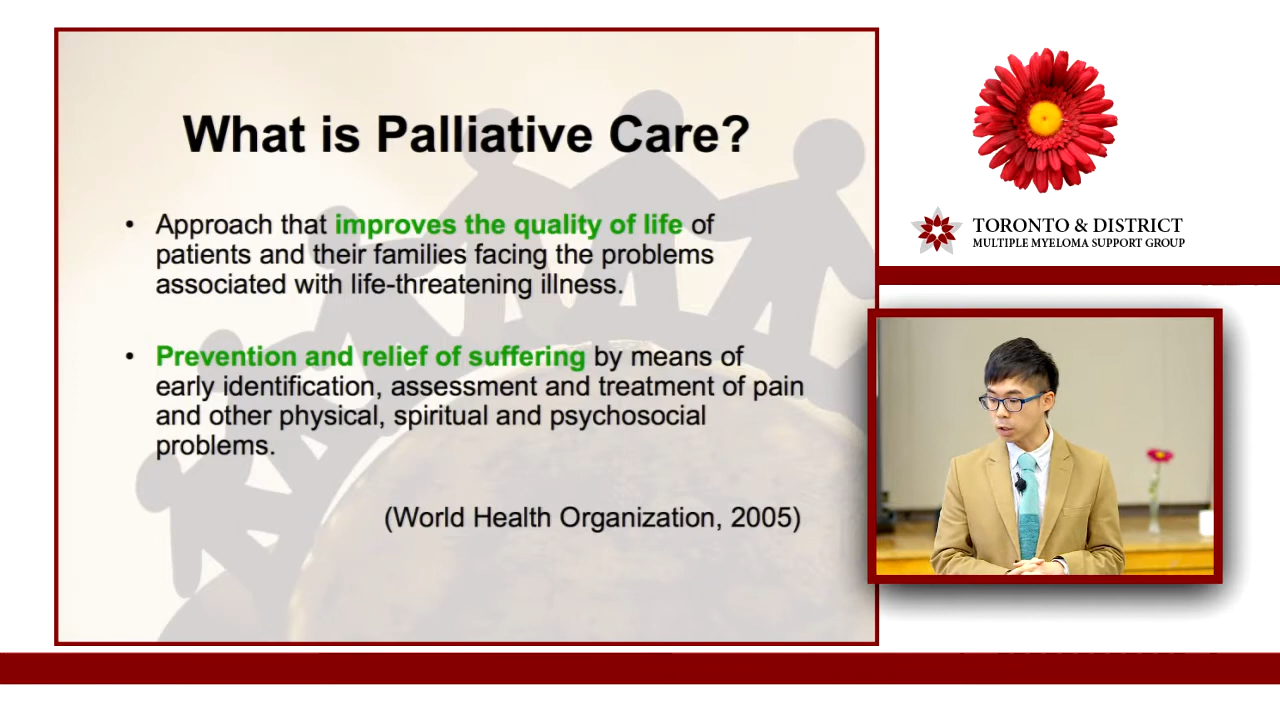 What is Palliative Care?
• Approach that improves the quality of life of
patients and their families facing the problems
associated with life-threatening illness.
• Prevention and relief of suffering by means of
early identification, assessment and treatment of pain
and other physical, spiritual and psychosocial
problems.
(World Health Organization, 2005)
TORONTO & DISTRICT
MULTIPLE MYELOMA SUPPORT GROUP